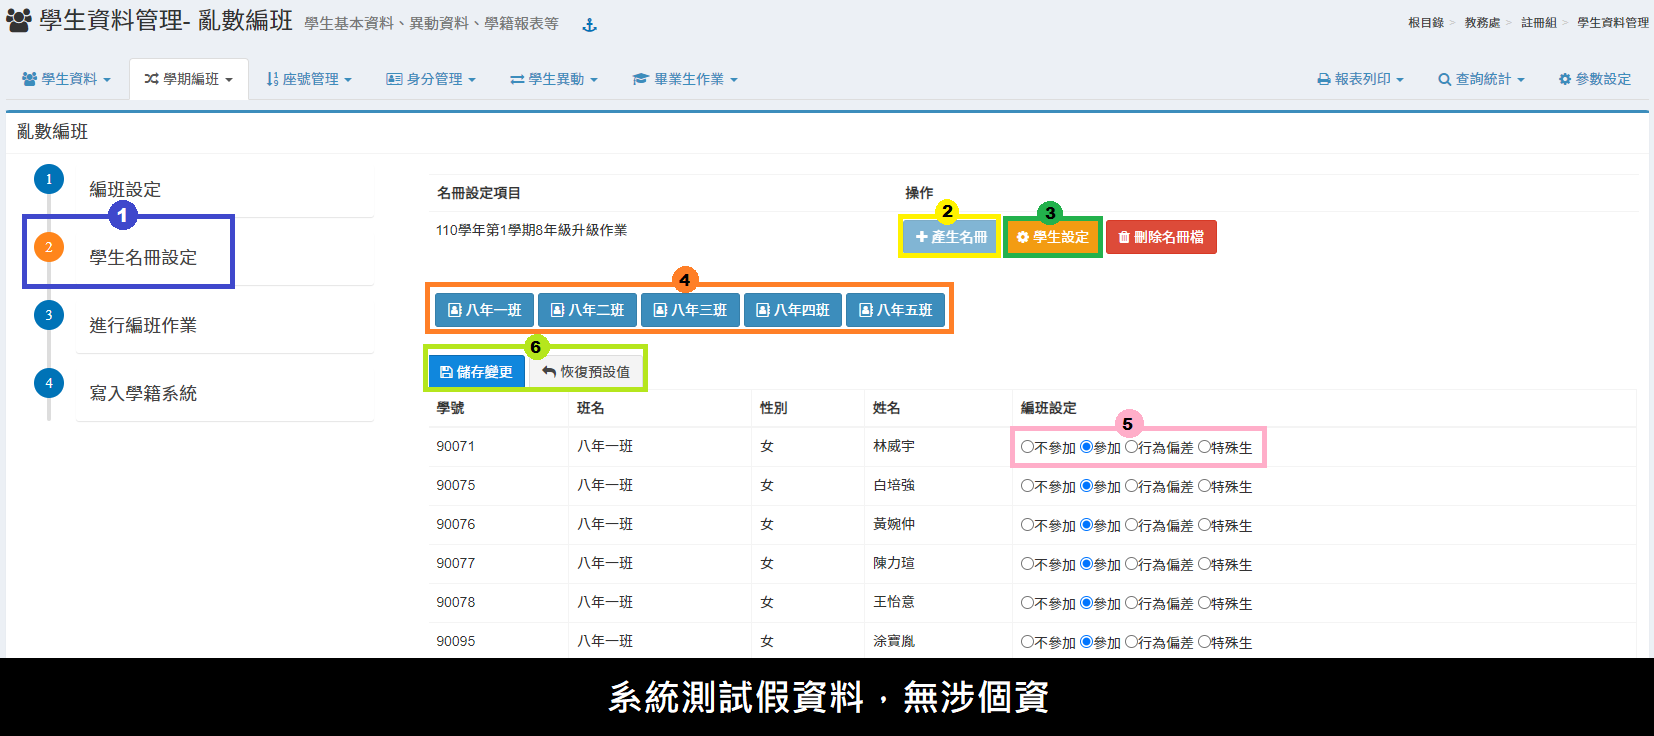 學生資料管理- 亂數編班 學生基本資料、異動資料、學籍報表等
根目錄 > 教務處 > 註冊組 > 學生資料管理
學生資料 學期編班 座號管理 身分管理 學生異動 畢業生作業 報表列印 查詢統計 參數設定
亂數編班
1 編班設定
1
2 學生名冊設定
3 進行編班作業
4 寫入學籍系統
名冊設定項目 操作
2 3
110學年第1學期8年級升級作業 產生名冊 學生設定 刪除名冊檔
4
八年一班 八年二班 八年三班 八年四班 八年五班
6
儲存變更 恢復預設值
學號 班名 性別 姓名 編班設定
5
90071 八年一班 女 林威宇 不參加 參加 行為偏差 特殊生
90075 八年一班 女 白培強 不參加 參加 行為偏差 特殊生
90076 八年一班 女 黃婉仲 不參加 參加 行為偏差 特殊生
90077 八年一班 女 陳力瑄 不參加 參加 行為偏差 特殊生
90078 八年一班 女 王怡意 不參加 參加 行為偏差 特殊生
90095 八年一班 女 涂寶胤 不參加 參加 行為偏差 特殊生
系統測試假資料，無涉個資